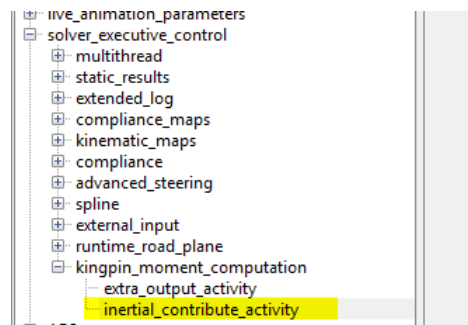 live_animation_parameters
solver_executive_control
multithread
static_results
extended_log
compliance_maps
kinematic_maps
compliance
advanced_steering
spline
external_input
runtime_road_plane
kingpin_moment_computation
extra_output_activity
inertial_contribute_activity